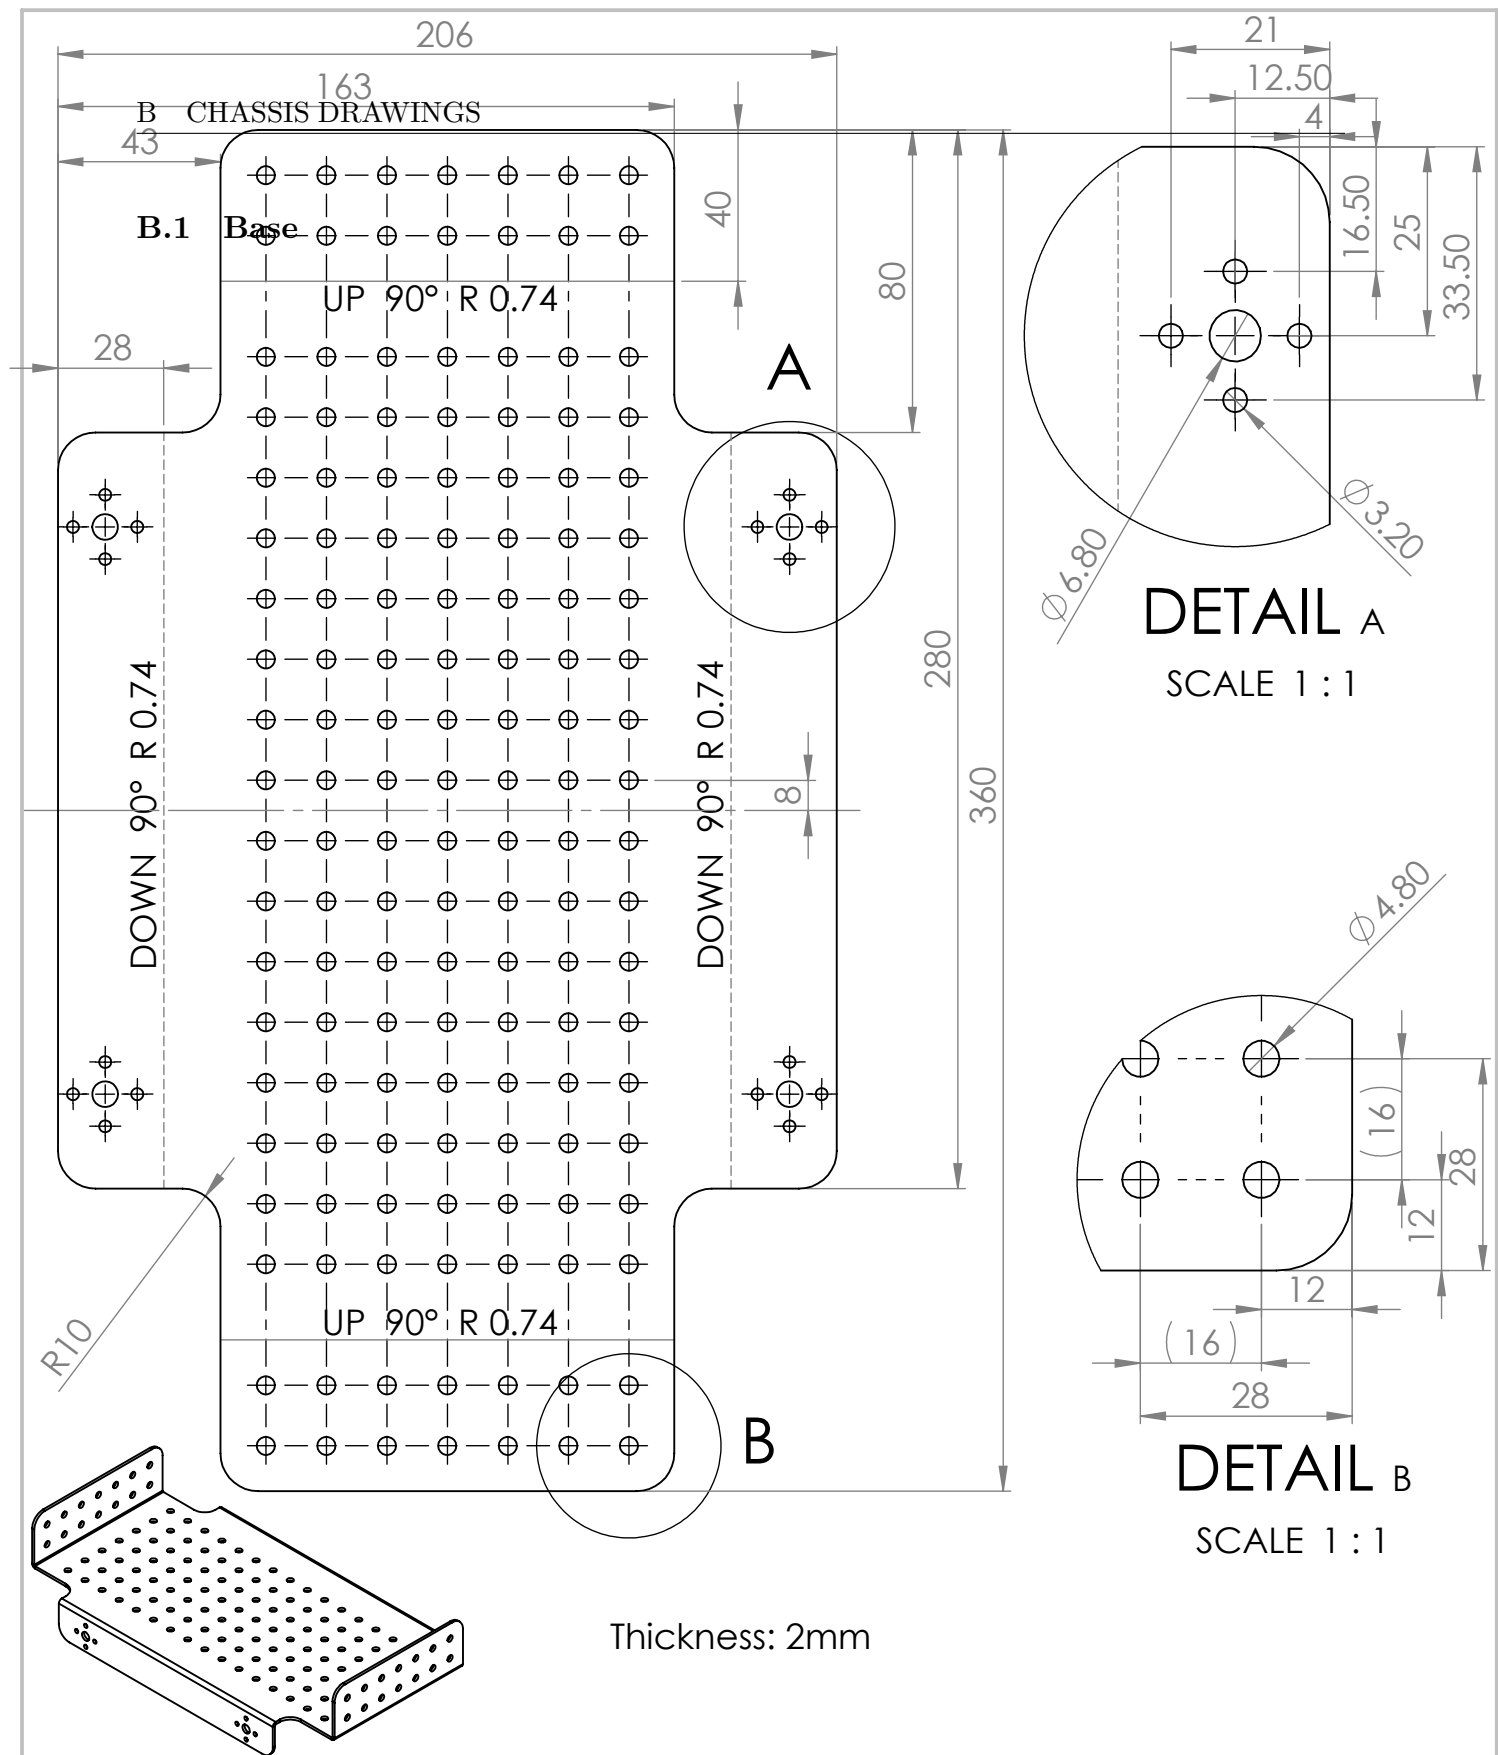 206
21
163
12.50
B CHASSIS DRAWINGS
4
43
40
16.50
25
B.1 Base
80
33.50
UP 90° R 0.74
28
A
Ø3.20
Ø6.80
DETAIL A
280
SCALE 1 : 1
DOWN 90° R 0.74
DOWN 90° R 0.74
8
360
Ø4.80
(16)
28
12
12
UP 90° R 0.74
R10
(16)
28
B
DETAIL B
SCALE 1 : 1
Thickness: 2mm